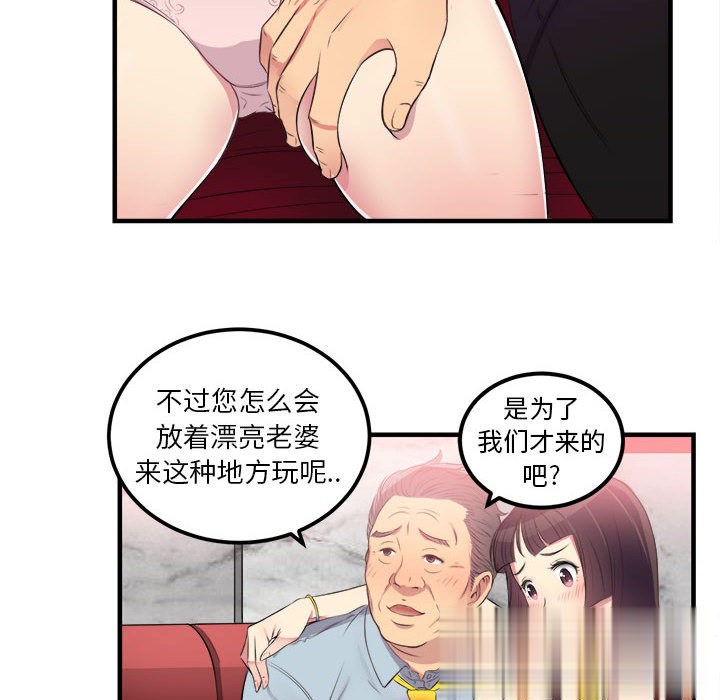 不过您怎么会
放着漂亮老婆
来这种地方玩呢..
是为了
我们才来的
吧?